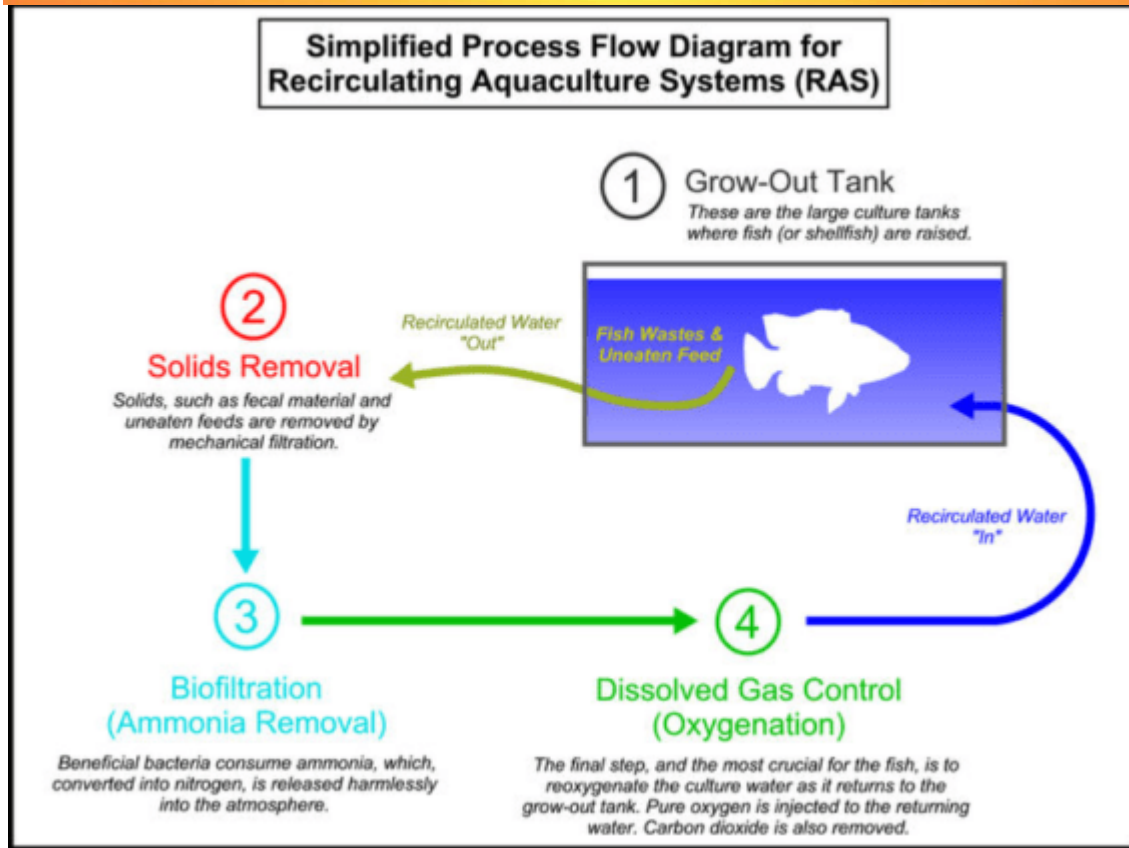 Simplified Process Flow Diagram for
Recirculating Aquaculture Systems (RAS)
1
Grow-Out Tank
These are the large culture tanks
where fish (or shellfish) are raised.
2
Solids Removal
Solids, such as fecal material and
uneaten feeds are removed by
mechanical filtration.
Recirculated Water
"Out"
Fish Wastes &
Uneaten Feed
Recirculated Water
"In"
3
Biofiltration
(Ammonia Removal)
Beneficial bacteria consume ammonia, which,
converted into nitrogen, is released harmlessly
into the atmosphere.
4
Dissolved Gas Control
(Oxygenation)
The final step, and the most crucial for the fish, is to
reoxygenate the culture water as it returns to the
grow-out tank. Pure oxygen is injected to the returning
water. Carbon dioxide is also removed.